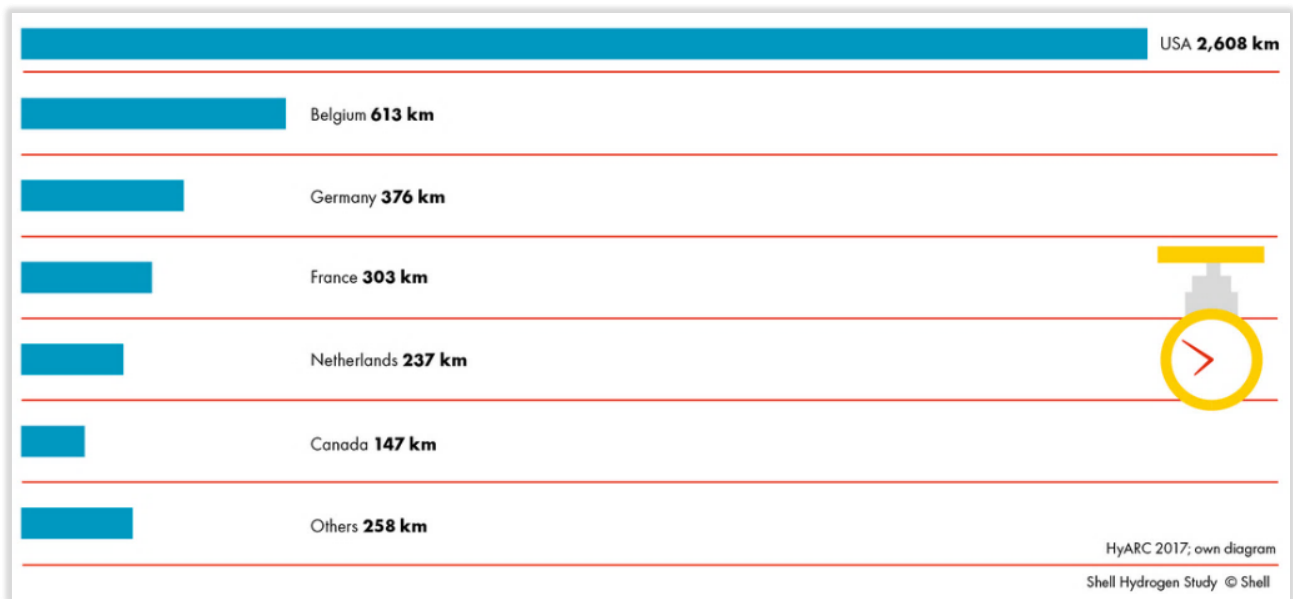 USA 2,608 km
Belgium 613 km
Germany 376 km
France 303 km
Netherlands 237 km
Canada 147 km
Others 258 km
HyARC 2017; own diagram
Shell Hydrogen Study © Shell